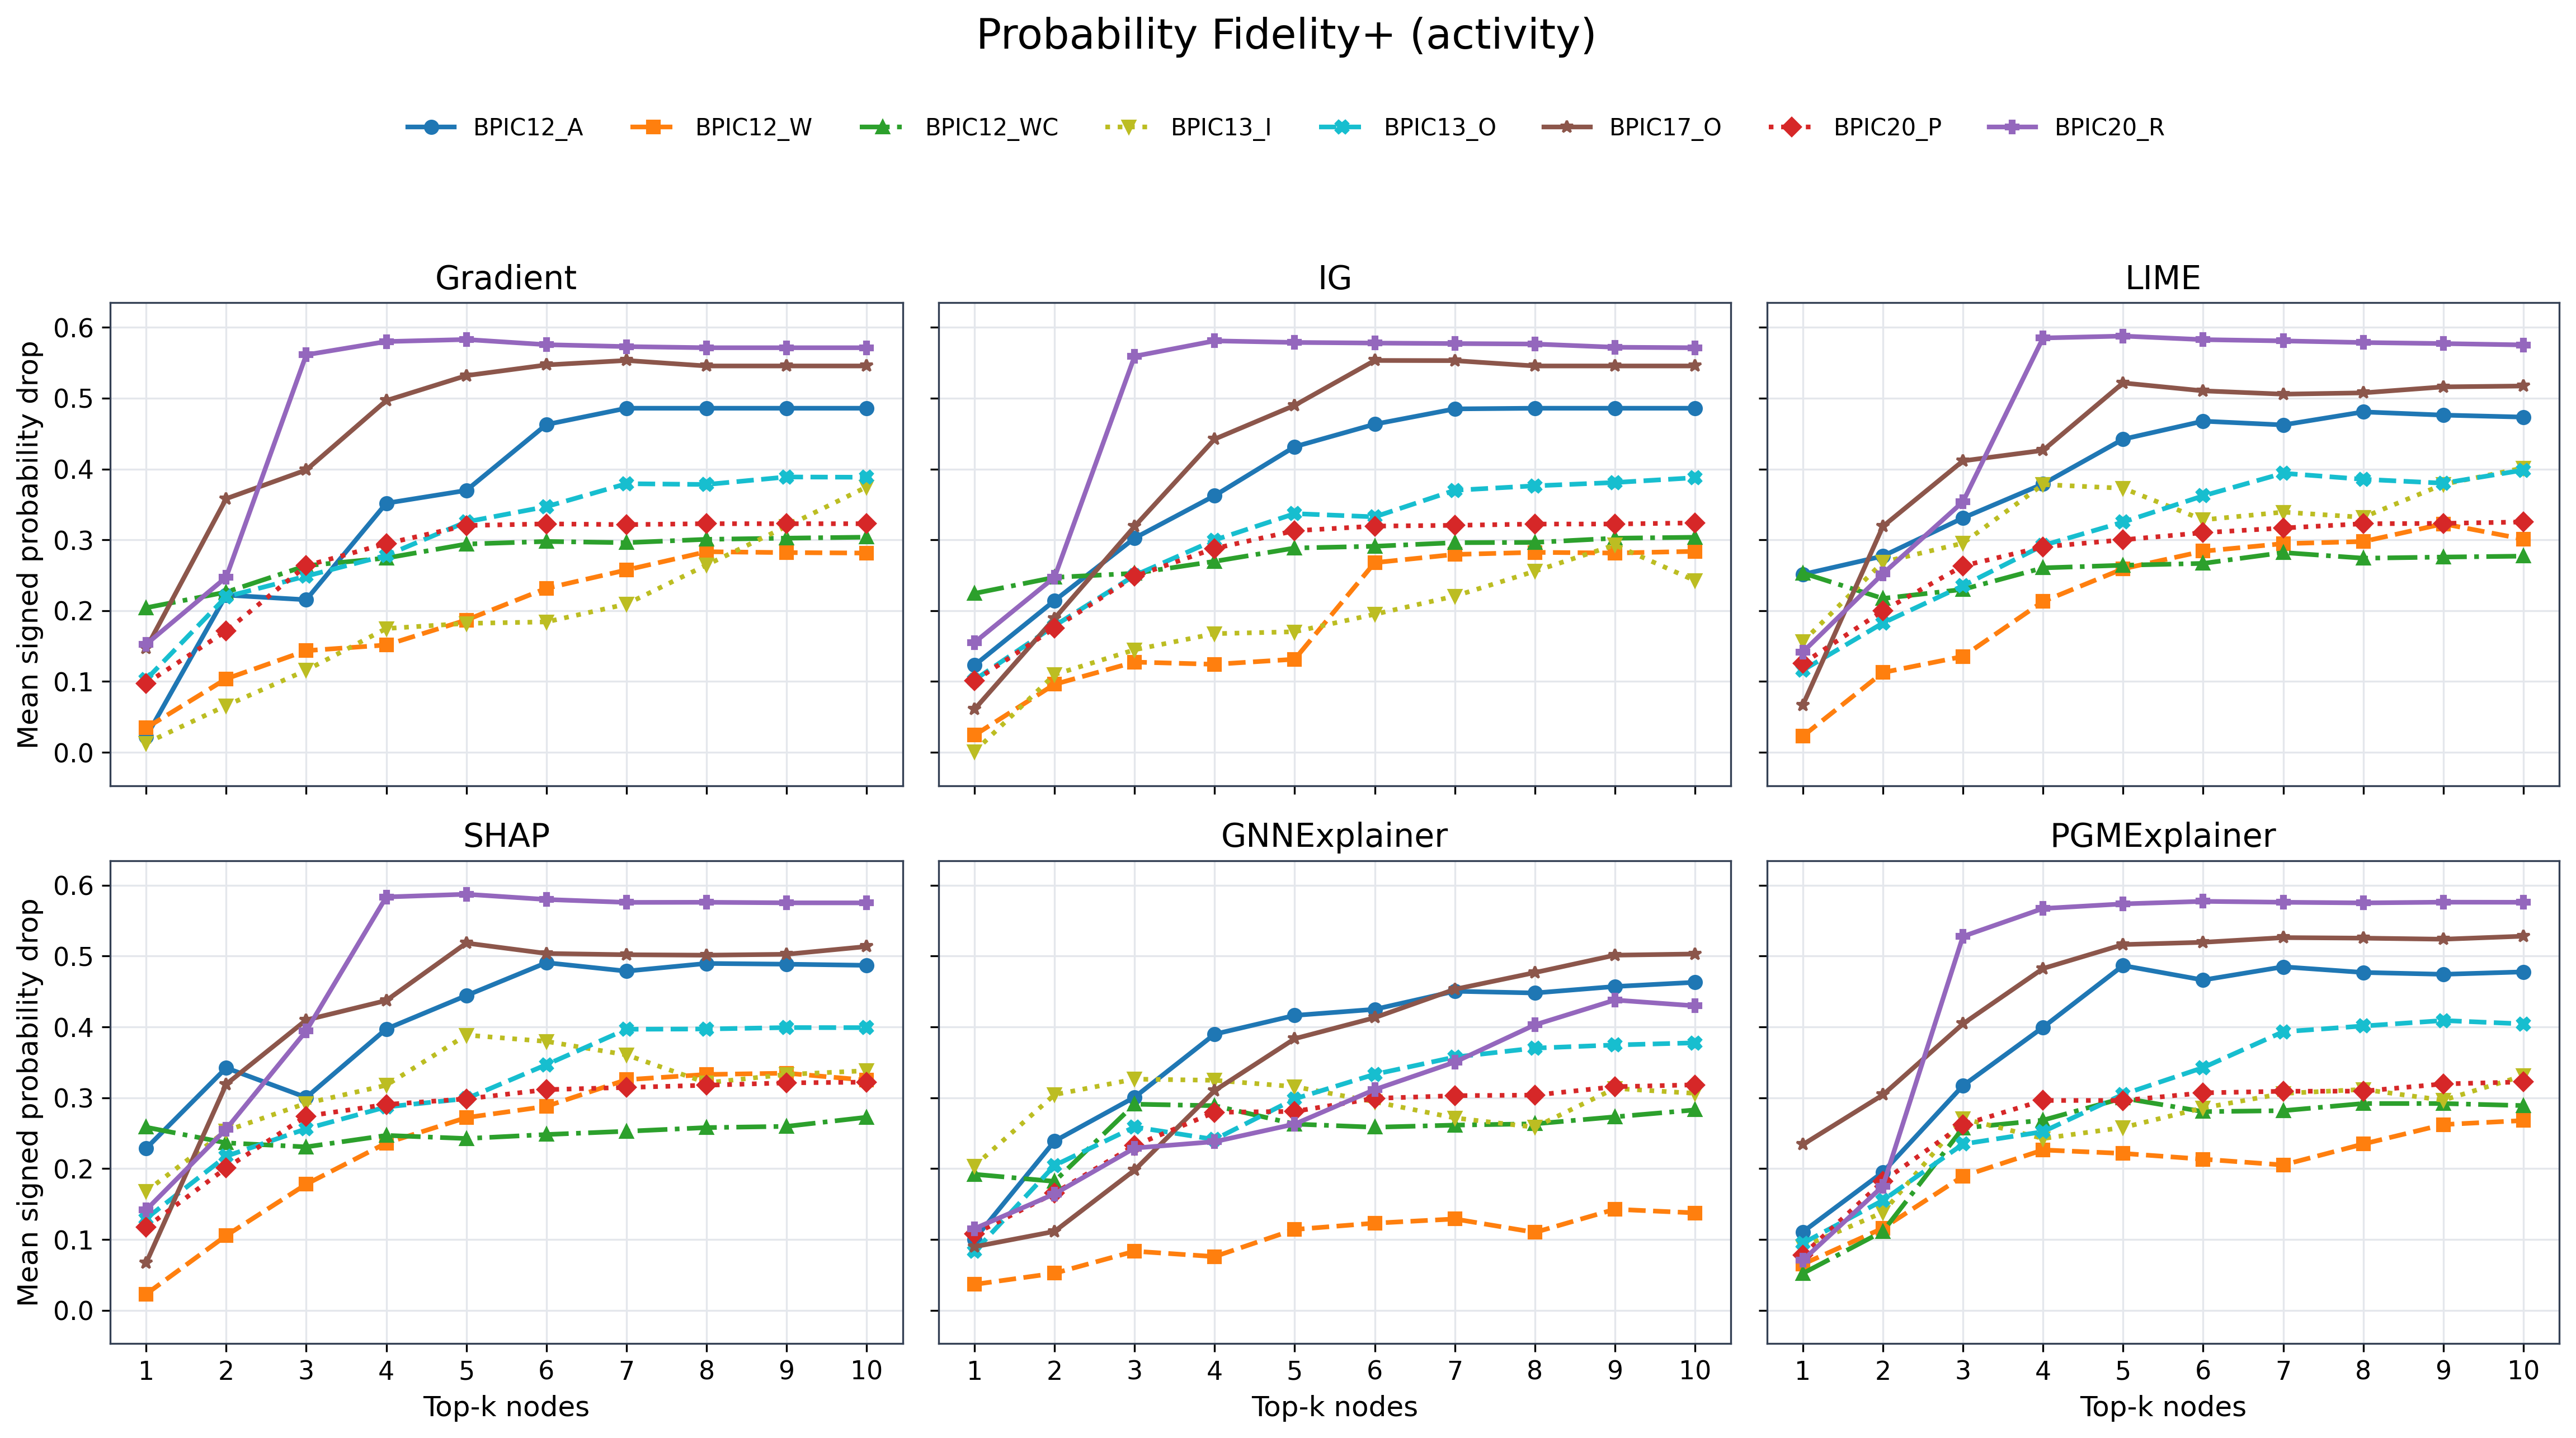 Probability Fidelity+ (activity)
BPIC12_A BPIC12_W BPIC12_WC BPIC13_I BPIC13_O BPIC17_O BPIC20_P BPIC20_R
Gradient IG LIME
Mean signed probability drop
0.6
0.5
0.4
0.3
0.2
0.1
0.0
SHAP GNNExplainer PGMExplainer
Mean signed probability drop
0.6
0.5
0.4
0.3
0.2
0.1
0.0
1 2 3 4 5 6 7 8 9 10 1 2 3 4 5 6 7 8 9 10 1 2 3 4 5 6 7 8 9 10
Top-k nodes Top-k nodes Top-k nodes